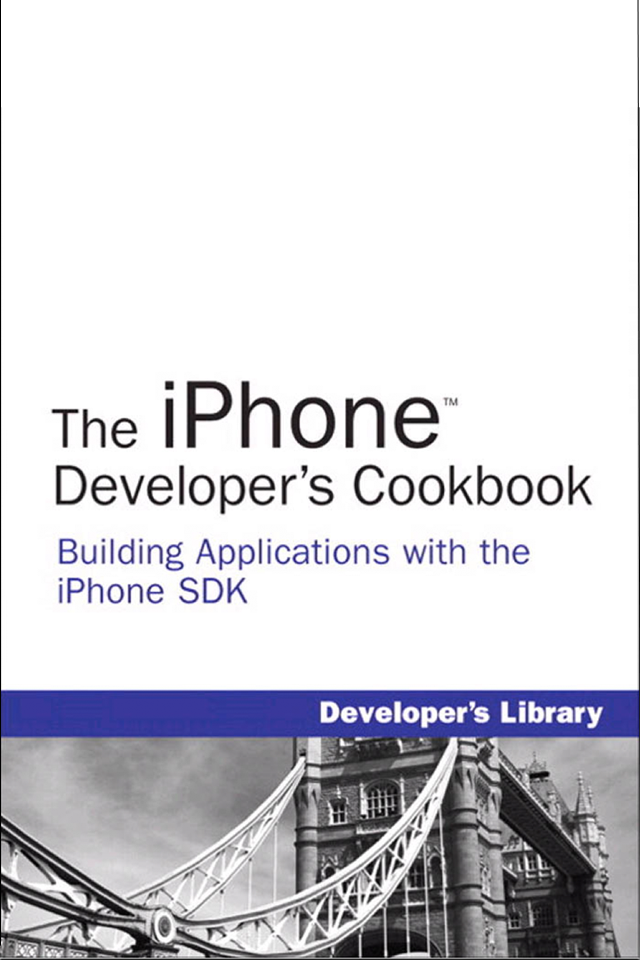 The iPhone™
Developer's Cookbook
Building Applications with the
iPhone SDK
Developer's Library